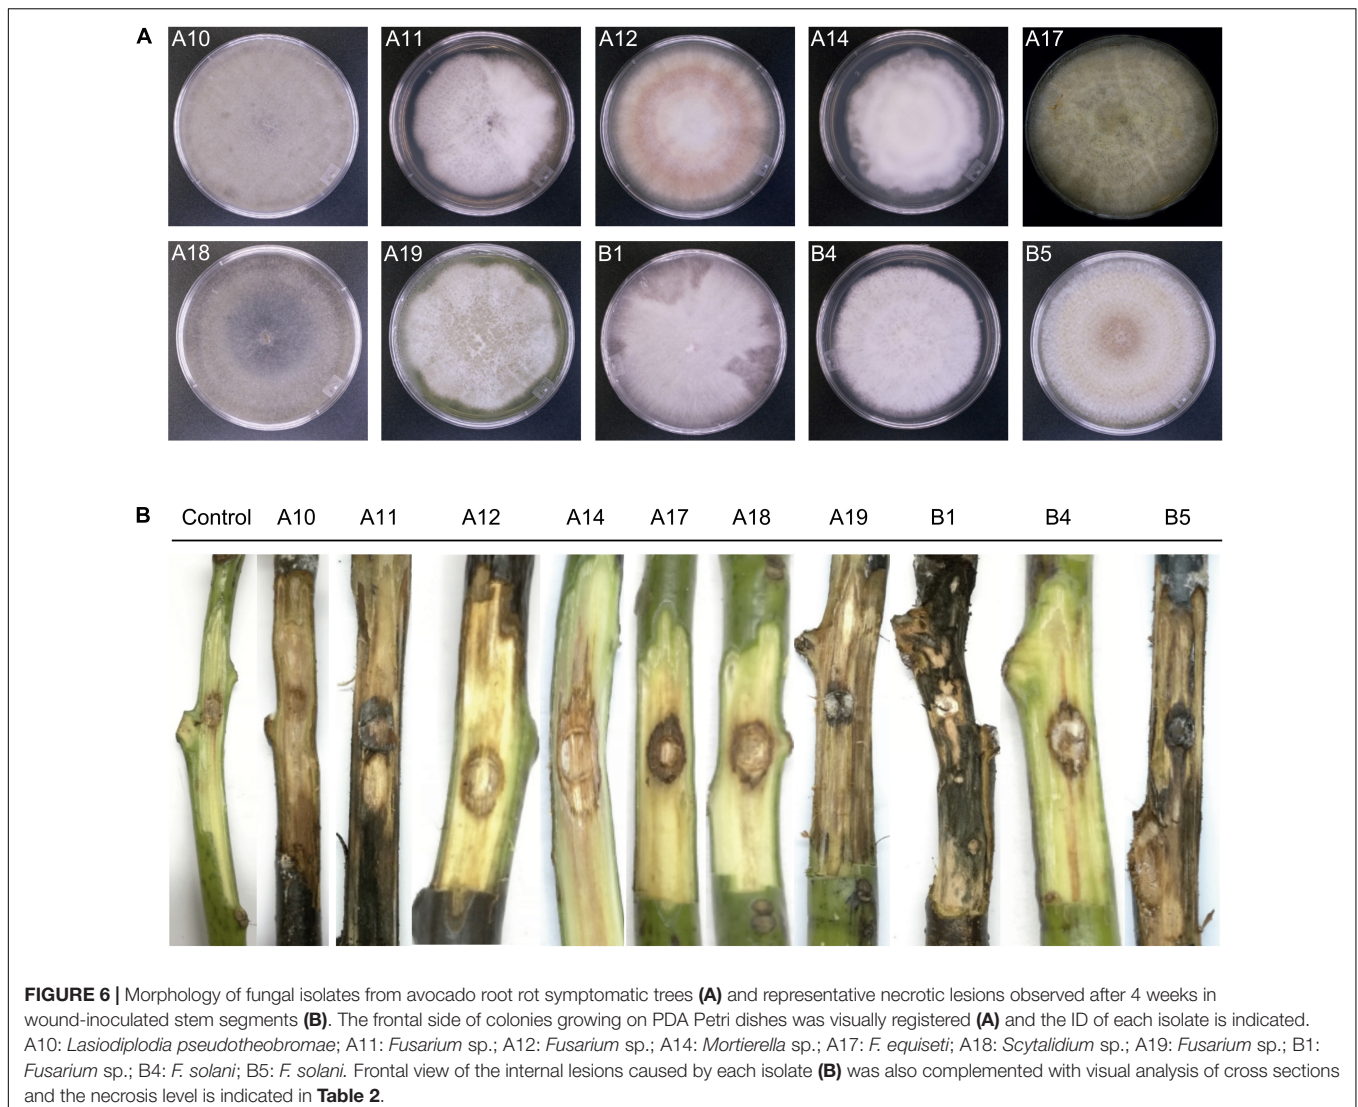 A
A10 A11 A12 A14 A17
A18 A19 B1 B4 B5
B Control A10 A11 A12 A14 A17 A18 A19 B1 B4 B5
FIGURE 6 | Morphology of fungal isolates from avocado root rot symptomatic trees (A) and representative necrotic lesions observed after 4 weeks in
wound-inoculated stem segments (B). The frontal side of colonies growing on PDA Petri dishes was visually registered (A) and the ID of each isolate is indicated.
A10: Lasiodiplodia pseudotheobromae; A11: Fusarium sp.; A12: Fusarium sp.; A14: Mortierella sp.; A17: F. equiseti; A18: Scytalidium sp.; A19: Fusarium sp.; B1:
Fusarium sp.; B4: F. solani; B5: F. solani. Frontal view of the internal lesions caused by each isolate (B) was also complemented with visual analysis of cross sections
and the necrosis level is indicated in Table 2.